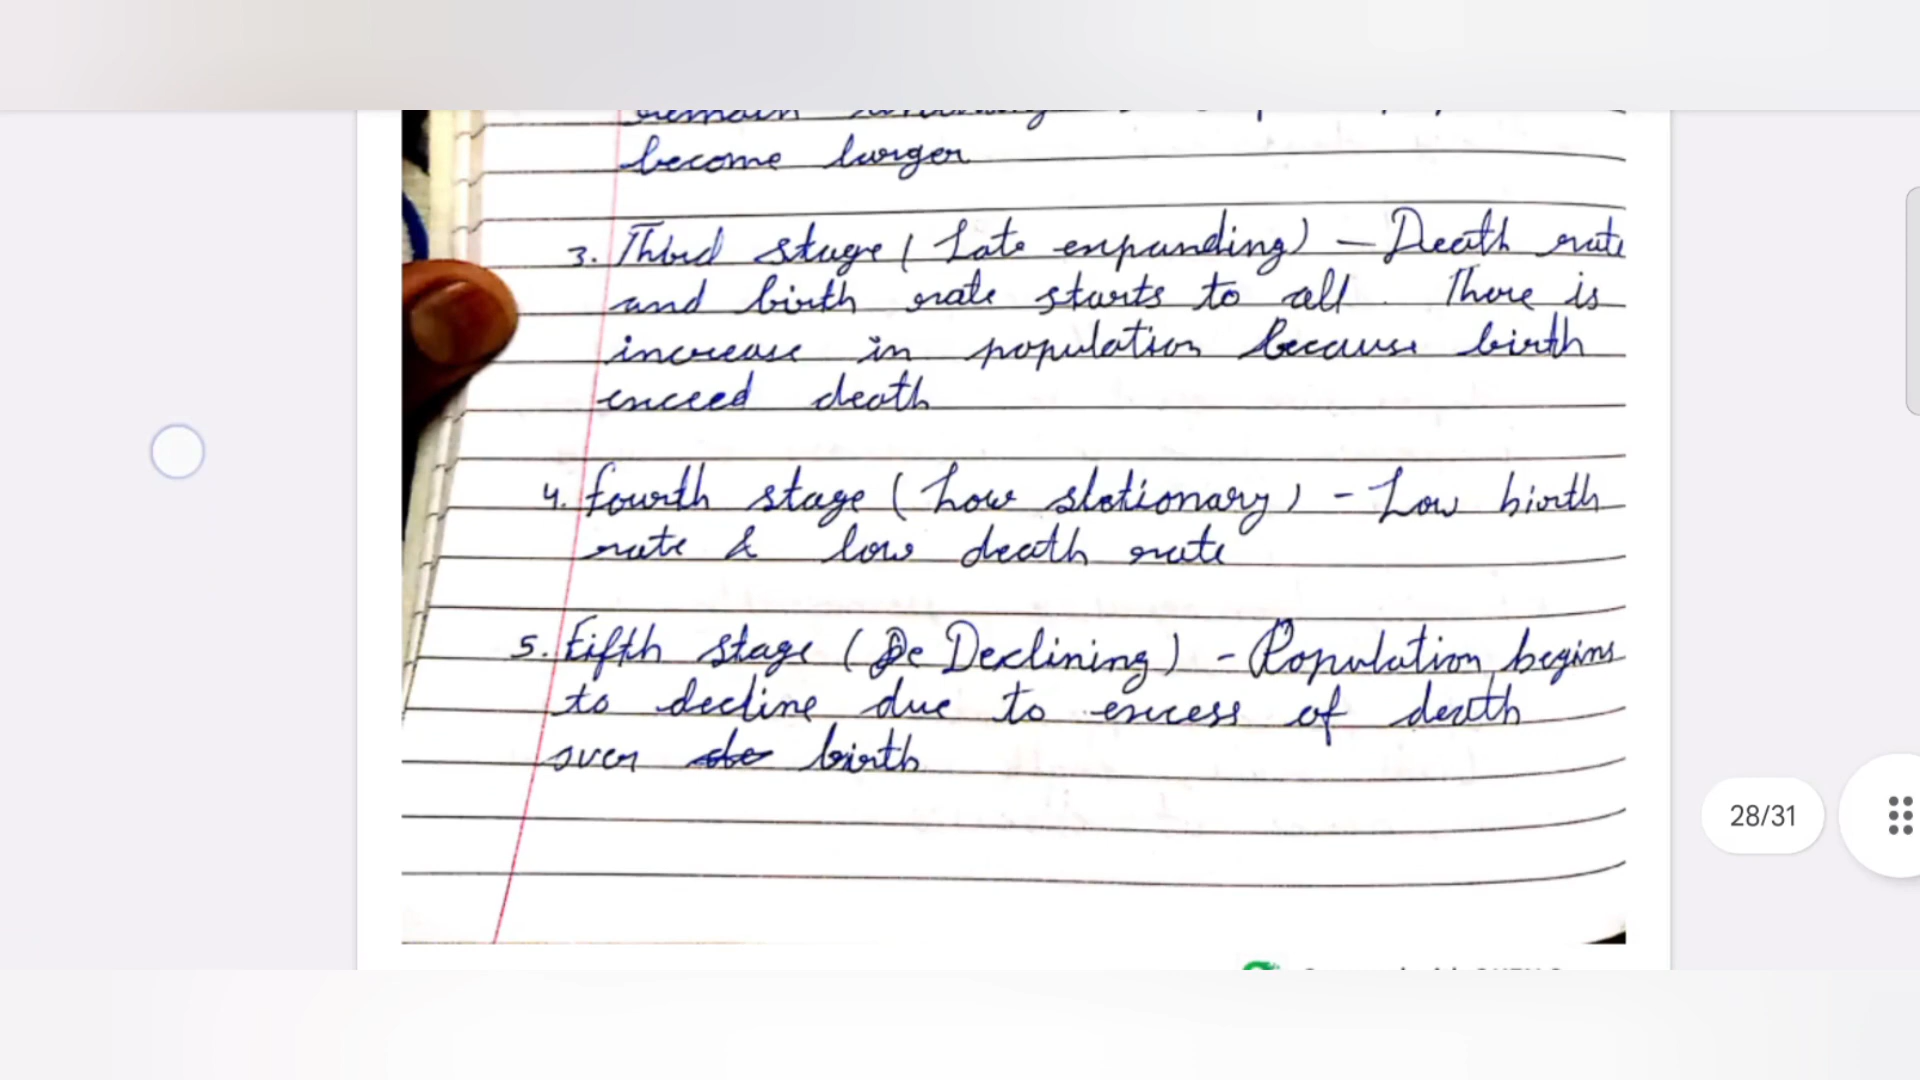 become larger
3. Third stage (Late expanding) – Death rate
and birth rate starts to all. There is
increase in population because birth
exceed death
4. Fourth stage (Low stationary) – Low birth
rate & low death rate
5. Fifth stage (De Declining) – Population begins
to decline due to excess of death
over birth
28/31